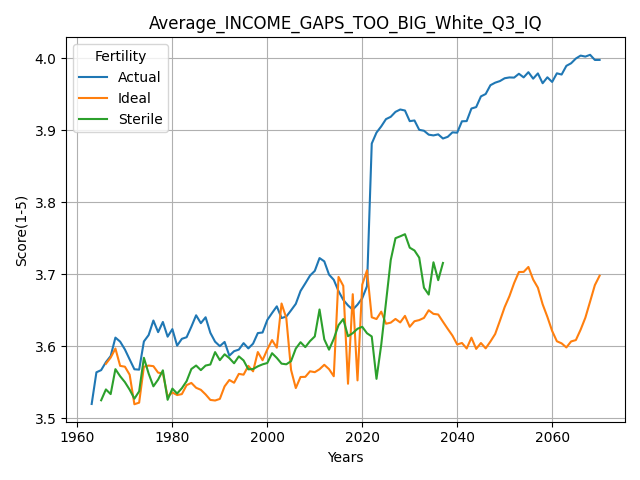 Average_INCOME_GAPS_TOO_BIG_White_Q3_IQ
Fertility
Actual
Ideal
Sterile
Score(1-5)
4.0
3.9
3.8
3.7
3.6
3.5
1960 1980 2000 2020 2040 2060
Years